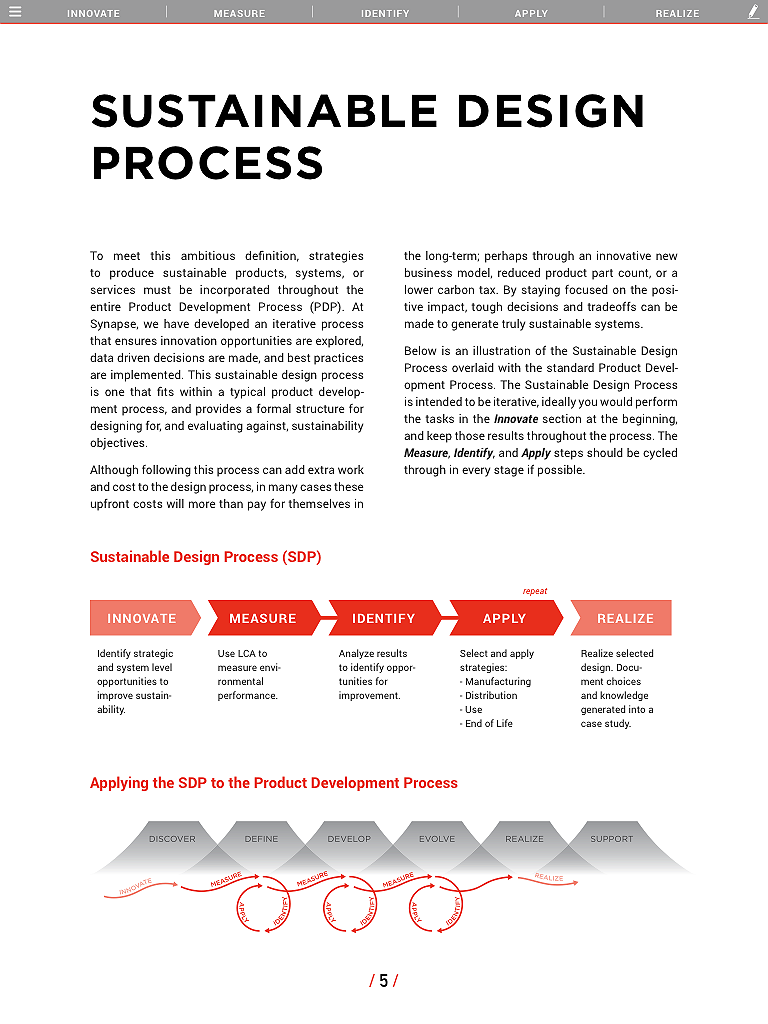 INNOVATE
MEASURE
IDENTIFY
APPLY
REALIZE
SUSTAINABLE DESIGN
PROCESS
To meet this ambitious definition, strategies
to produce sustainable products, systems, or
services must be incorporated throughout the
entire Product Development Process (PDP). At
Synapse, we have developed an iterative process
that ensures innovation opportunities are explored,
data driven decisions are made, and best practices
are implemented. This sustainable design process
is one that fits within a typical product develop-
ment process, and provides a formal structure for
designing for, and evaluating against, sustainability
objectives.
Although following this process can add extra work
and cost to the design process, in many cases these
upfront costs will more than pay for themselves in
the long-term; perhaps through an innovative new
business model, reduced product part count, or a
lower carbon tax. By staying focused on the posi-
tive impact, tough decisions and tradeoffs can be
made to generate truly sustainable systems.
Below is an illustration of the Sustainable Design
Process overlaid with the standard Product Devel-
opment Process. The Sustainable Design Process
is intended to be iterative, ideally you would perform
the tasks in the Innovate section at the beginning,
and keep those results throughout the process. The
Measure, Identify, and Apply steps should be cycled
through in every stage if possible.
Sustainable Design Process (SDP)
repeat
INNOVATE
MEASURE
IDENTIFY
APPLY
REALIZE
Identify strategic
and system level
opportunities to
improve sustain-
ability.
Use LCA to
measure envi-
ronmental
performance.
Analyze results
to identify oppor-
tunities for
improvement.
Select and apply
strategies:
- Manufacturing
- Distribution
- Use
- End of Life
Realize selected
design. Docu-
ment choices
and knowledge
generated into a
case study.
Applying the SDP to the Product Development Process
DISCOVER
DEFINE
DEVELOP
EVOLVE
REALIZE
SUPPORT
INNOVATE
MEASURE
IDENTIFY
APPLY
MEASURE
IDENTIFY
APPLY
MEASURE
IDENTIFY
APPLY
REALIZE
/ 5 /